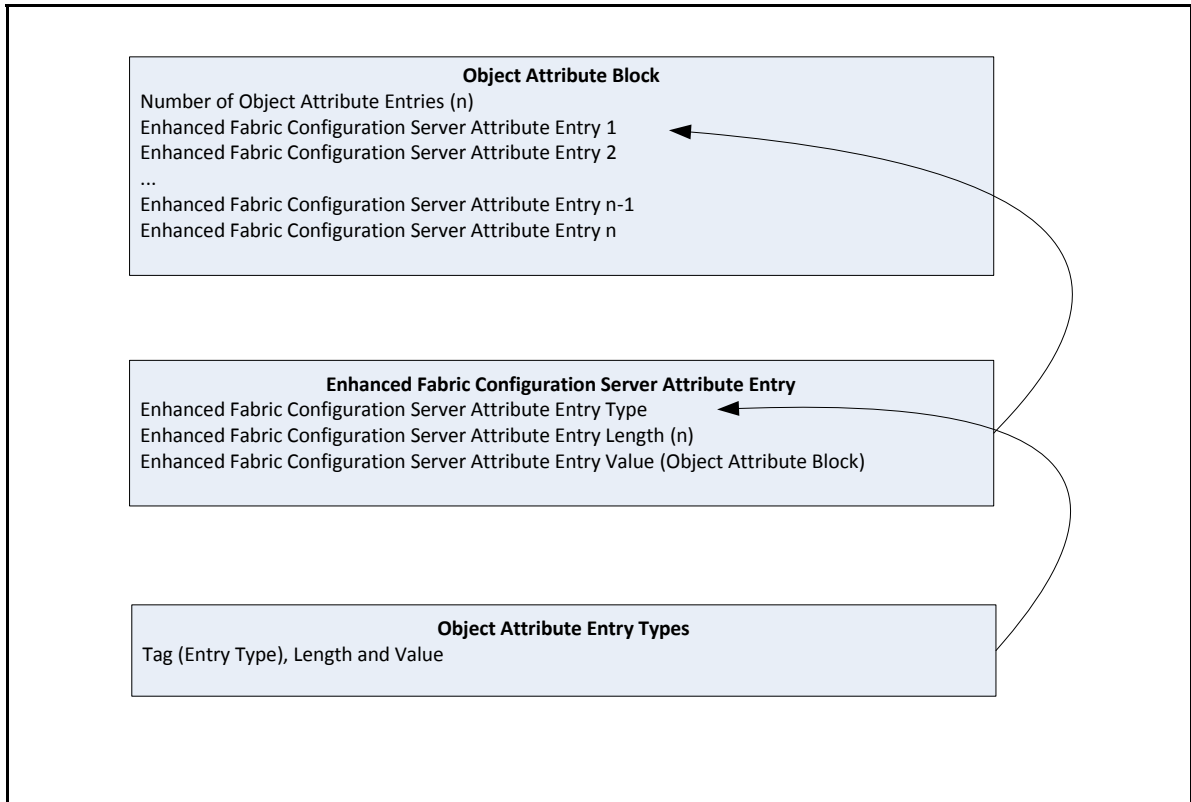 Object Attribute Block
Number of Object Attribute Entries (n)
Enhanced Fabric Configuration Server Attribute Entry 1
Enhanced Fabric Configuration Server Attribute Entry 2
...
Enhanced Fabric Configuration Server Attribute Entry n-1
Enhanced Fabric Configuration Server Attribute Entry n
Enhanced Fabric Configuration Server Attribute Entry
Enhanced Fabric Configuration Server Attribute Entry Type
Enhanced Fabric Configuration Server Attribute Entry Length (n)
Enhanced Fabric Configuration Server Attribute Entry Value (Object Attribute Block)
Object Attribute Entry Types
Tag (Entry Type), Length and Value